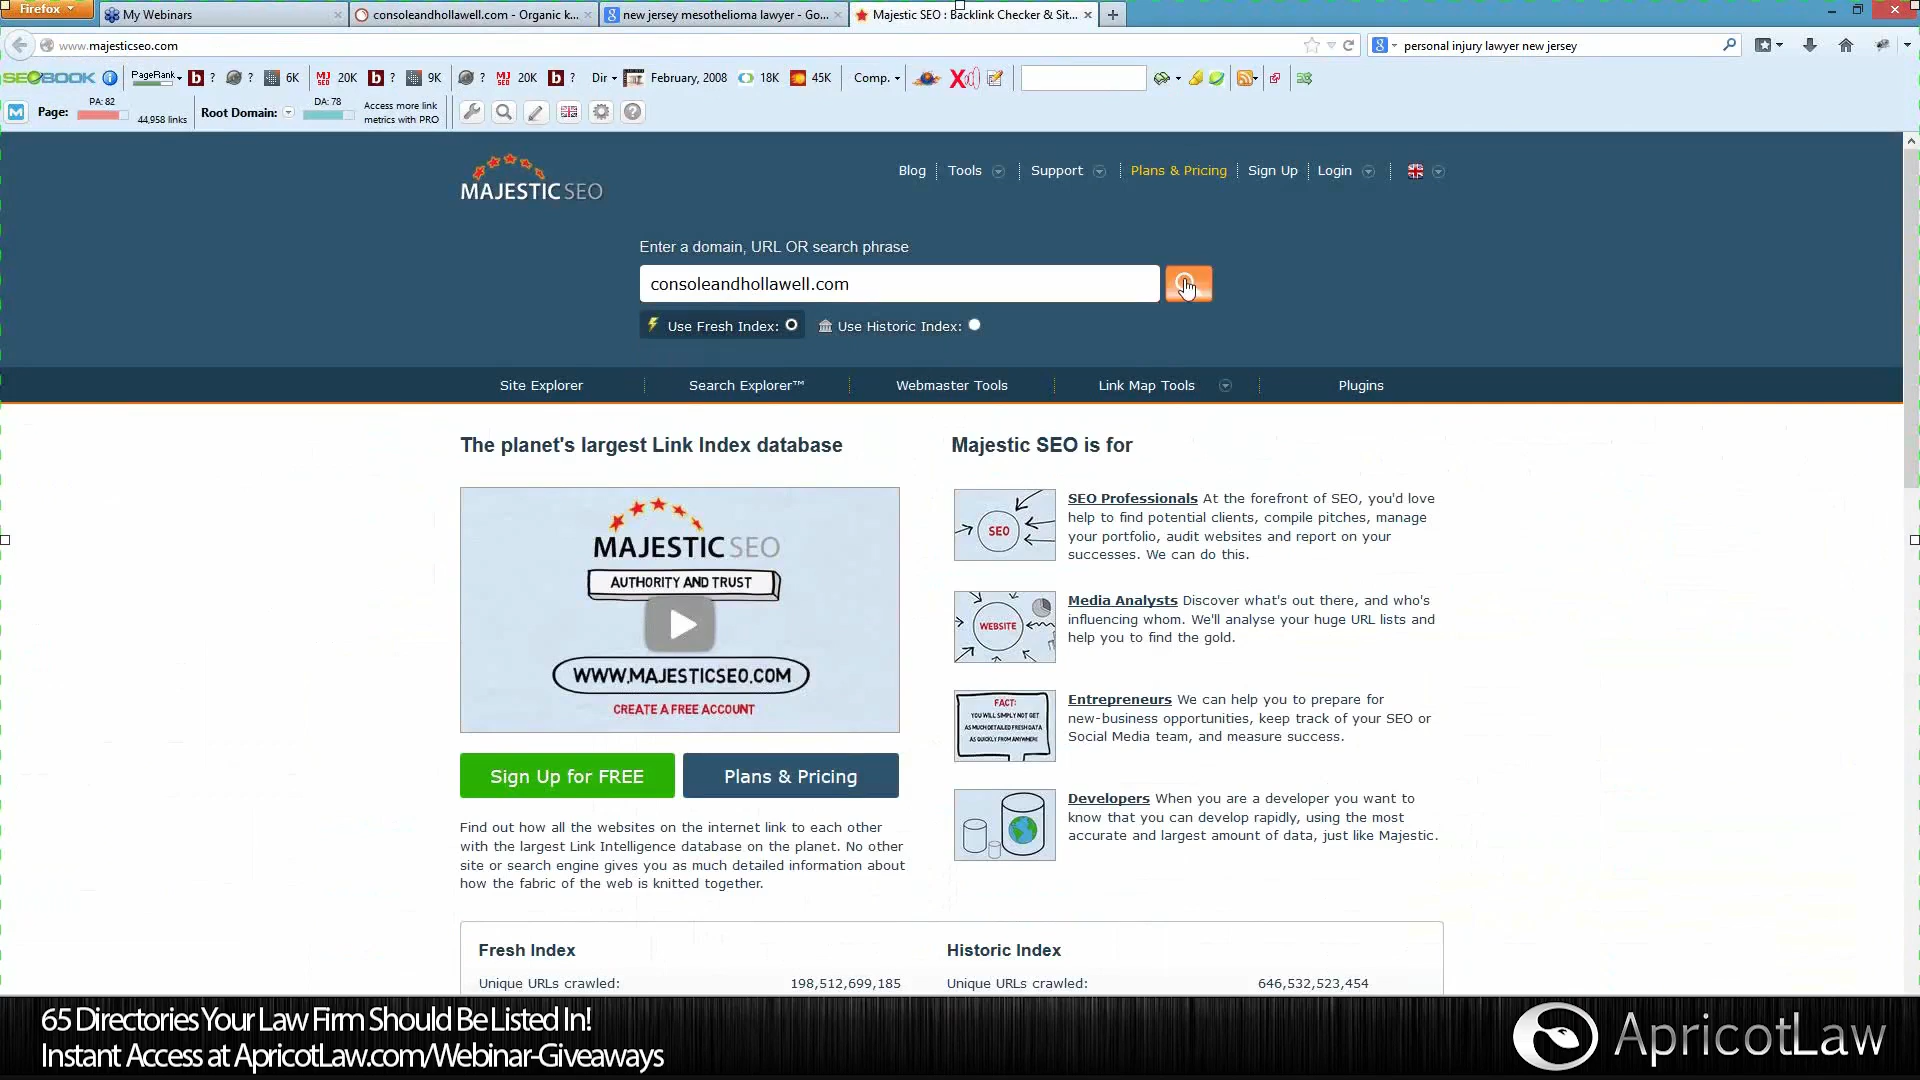 Firefox
My Webinars
consoleandhollawell.com - Organic k...
new jersey mesothelioma lawyer - Go...
Majestic SEO : Backlink Checker & Sit...
www.majesticseo.com
personal injury lawyer new jersey
SEOBOOK PageRank ? ? 6K 20K ? 9K ? 20K ? Dir February, 2008 18K 45K Comp.
Page: PA: 82 44,958 links Root Domain: DA: 78 Access more link metrics with PRO
MAJESTIC SEO
Blog Tools Support Plans & Pricing Sign Up Login
Enter a domain, URL OR search phrase
consoleandhollawell.com
Use Fresh Index: Use Historic Index:
Site Explorer Search Explorer™ Webmaster Tools Link Map Tools Plugins
The planet's largest Link Index database
MAJESTIC SEO
AUTHORITY AND TRUST
WWW.MAJESTICSEO.COM
CREATE A FREE ACCOUNT
Sign Up for FREE
Plans & Pricing
Find out how all the websites on the internet link to each other
with the largest Link Intelligence database on the planet. No other
site or search engine gives you as much detailed information about
how the fabric of the web is knitted together.
Majestic SEO is for
SEO
SEO Professionals At the forefront of SEO, you'd love
help to find potential clients, compile pitches, manage
your portfolio, audit websites and report on your
successes. We can do this.
WEBSITE
Media Analysts Discover what's out there, and who's
influencing whom. We'll analyse your huge URL lists and
help you to find the gold.
FACT:
YOU WILL SIMPLY NOT GET
AS MUCH DETAILED FRESH DATA
AS QUICKLY FROM ANYWHERE
Entrepreneurs We can help you to prepare for
new-business opportunities, keep track of your SEO or
Social Media team, and measure success.
Developers When you are a developer you want to
know that you can develop rapidly, using the most
accurate and largest amount of data, just like Majestic.
Fresh Index
Unique URLs crawled: 198,512,699,185
Historic Index
Unique URLs crawled: 646,532,523,454
65 Directories Your Law Firm Should Be Listed In!
Instant Access at ApricotLaw.com/Webinar-Giveaways
ApricotLaw